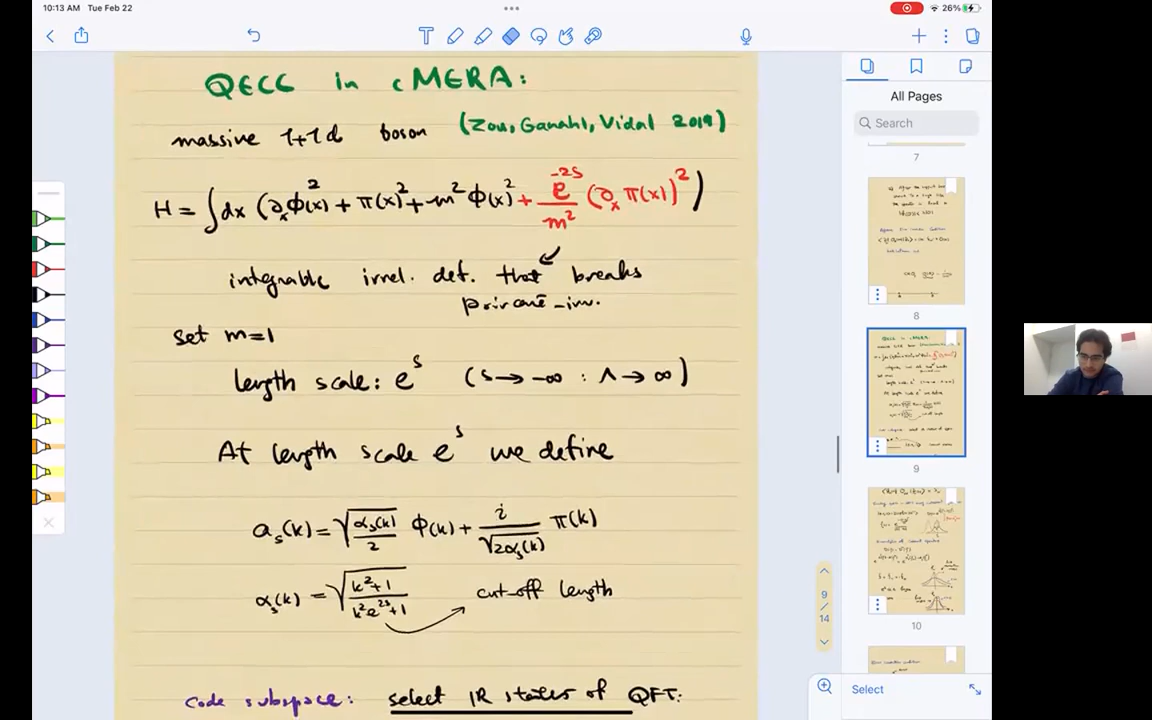 10:13 AM Tue Feb 22
26%
QECC in cMERA:
massive 1+1d boson (Zou, Ganahl, Vidal 2019)
H = ∫dx (∂ₓΦ(x)² + π(x)² + m²Φ(x)² + e^{-2s}/m² (∂ₓπ(x))²)
integrable irrel. def. that breaks
poincaré-inv.
set m=1
length scale: e^s (s → -∞ : Λ → ∞)
At length scale e^s we define
a_s(k) = √(α_s(k)/2) Φ(k) + i/√(2α_s(k)) π(k)
α_s(k) = √((k²+1)/(k²e^{2s}+1)) cut-off length
code subspace: select IR states of QFT:
All Pages
Search
7
8
9
10
9
/
14
Select